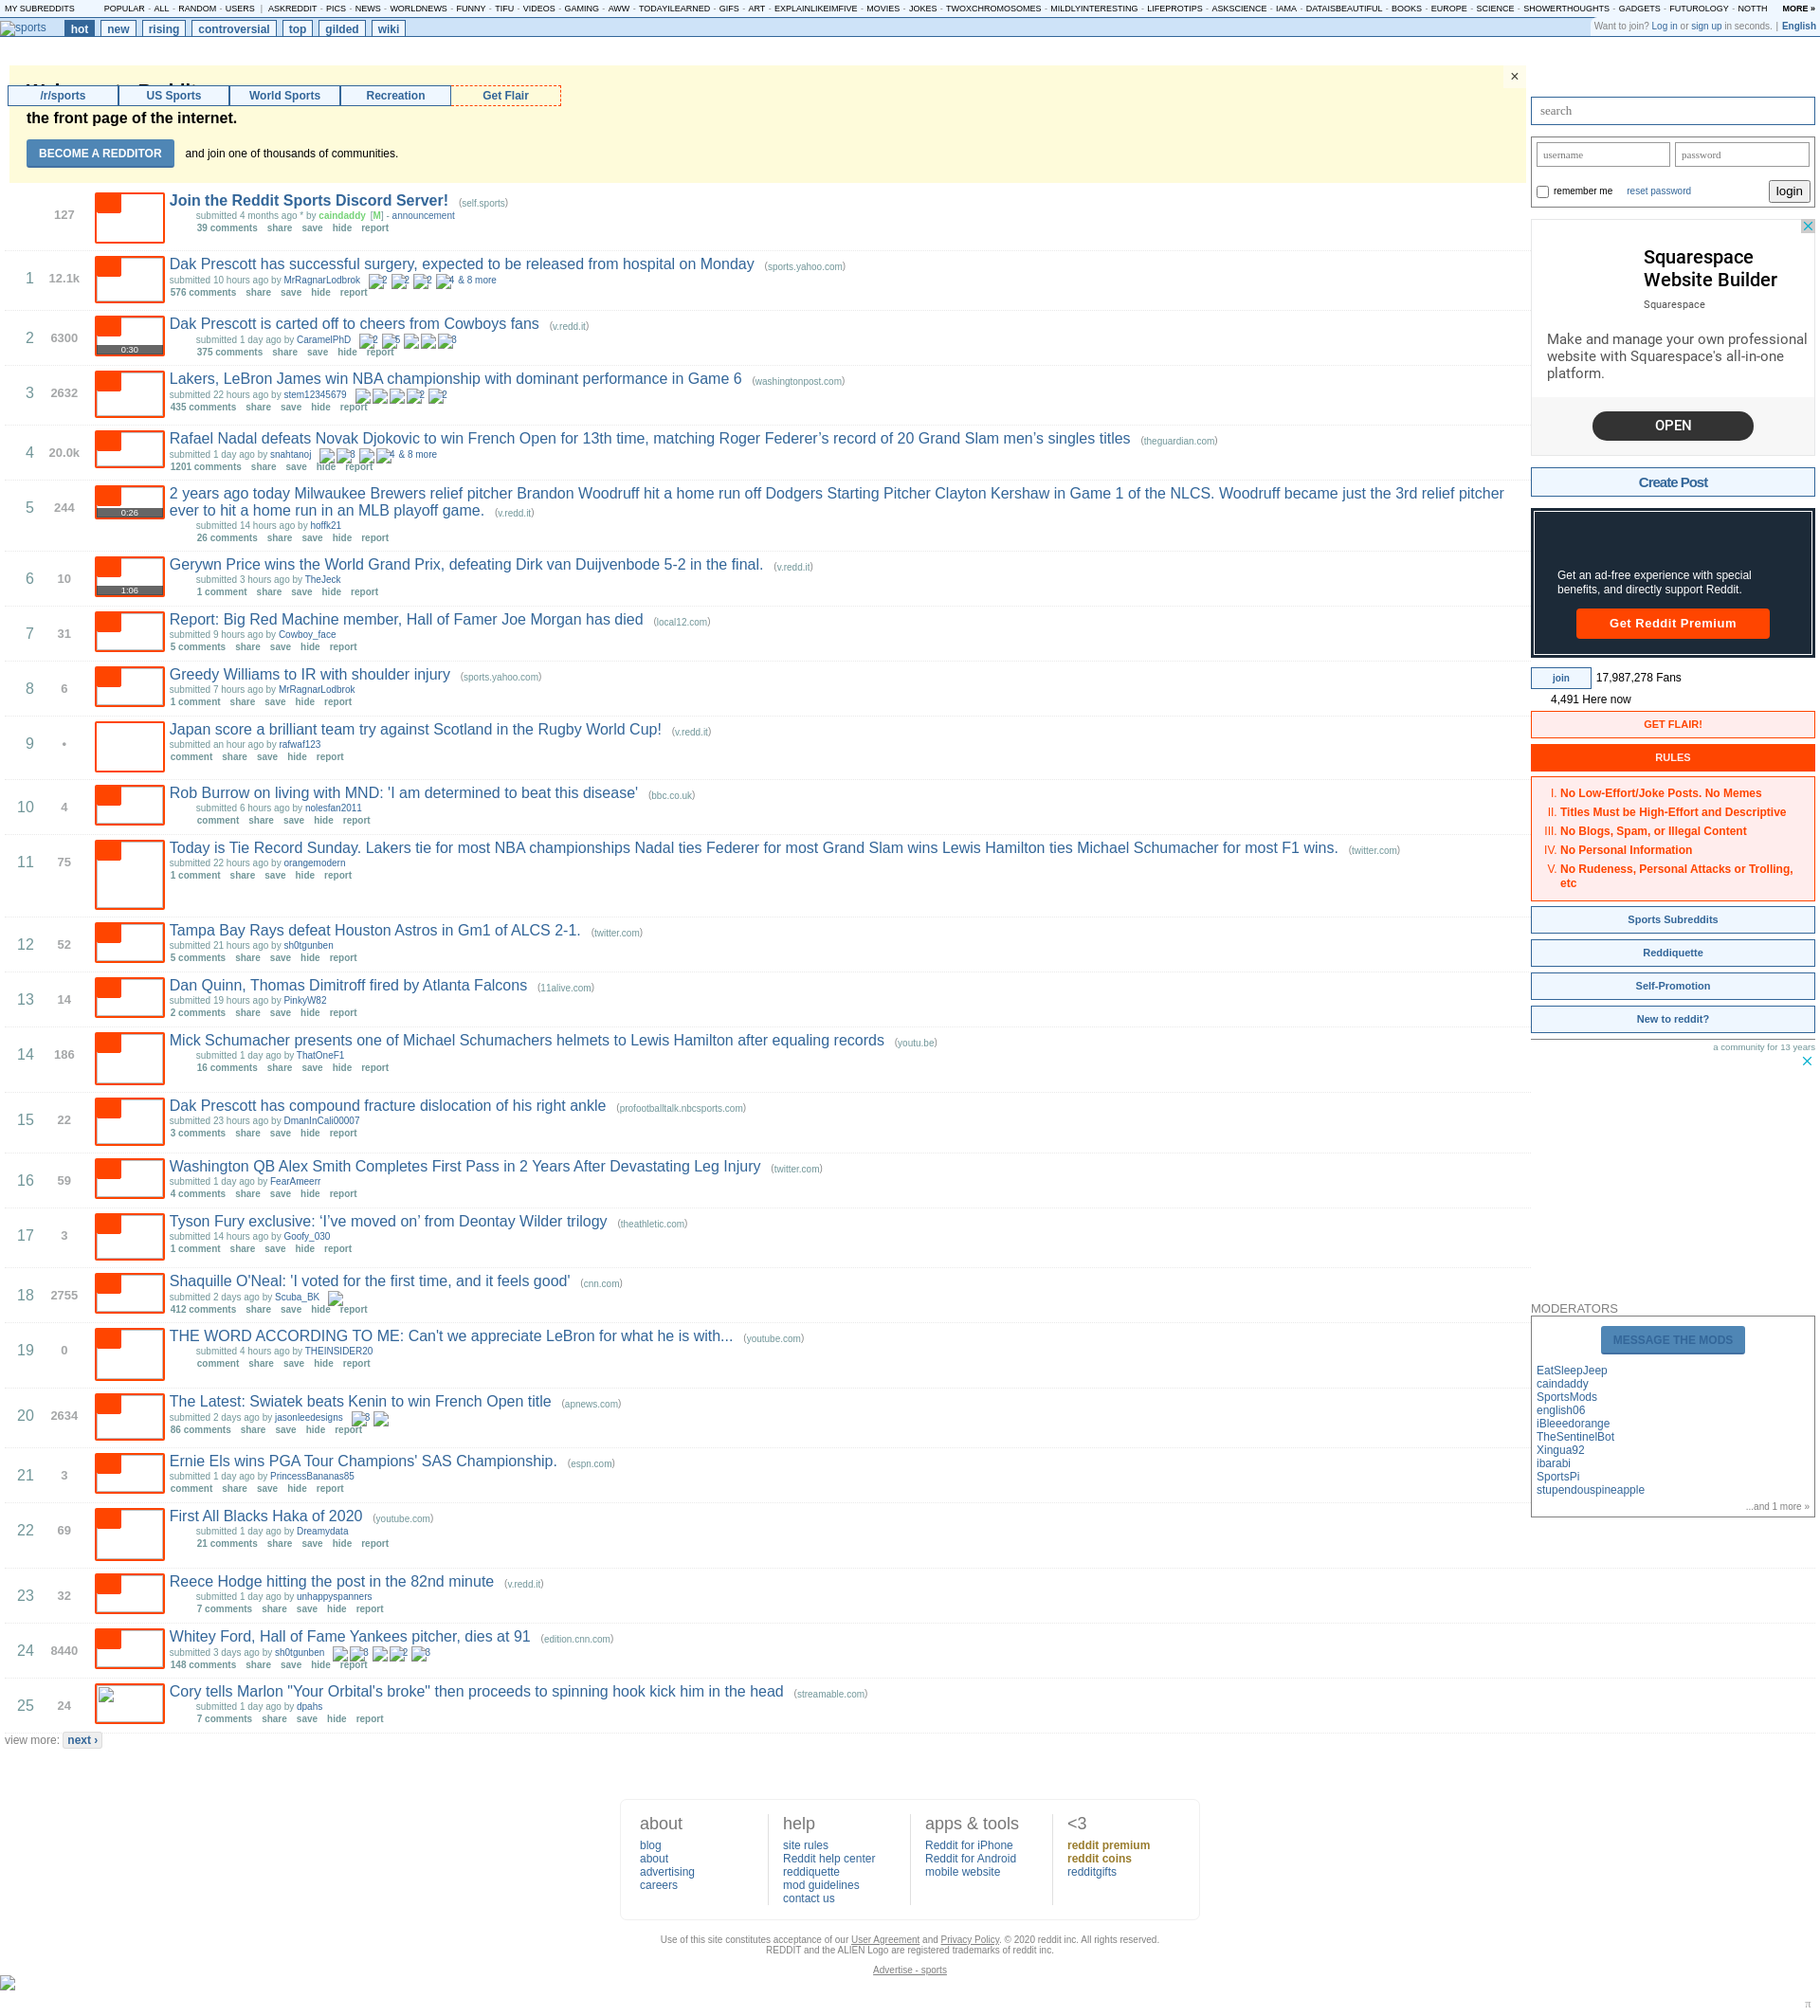 MY SUBREDDITS POPULAR - ALL - RANDOM - USERS | ASKREDDIT - PICS - NEWS - WORLDNEWS - FUNNY - TIFU - VIDEOS - GAMING - AWW - TODAYILEARNED - GIFS - ART - EXPLAINLIKEIMFIVE - MOVIES - JOKES - TWOXCHROMOSOMES - MILDLYINTERESTING - LIFEPROTIPS - ASKSCIENCE - IAMA - DATAISBEAUTIFUL - BOOKS - EUROPE - SCIENCE - SHOWERTHOUGHTS - GADGETS - FUTUROLOGY - NOTTH MORE »
sports hot new rising controversial top gilded wiki
Want to join? Log in or sign up in seconds. | English
×
/r/sports US Sports World Sports Recreation Get Flair
the front page of the internet.
BECOME A REDDITOR and join one of thousands of communities.
127
Join the Reddit Sports Discord Server! (self.sports)
submitted 4 months ago * by caindaddy [M] - announcement
39 comments share save hide report
1 12.1k
Dak Prescott has successful surgery, expected to be released from hospital on Monday (sports.yahoo.com)
submitted 10 hours ago by MrRagnarLodbrok 2 2 2 4 & 8 more
576 comments share save hide report
2 6300
0:30
Dak Prescott is carted off to cheers from Cowboys fans (v.redd.it)
submitted 1 day ago by CaramelPhD 2 5 3
375 comments share save hide report
3 2632
Lakers, LeBron James win NBA championship with dominant performance in Game 6 (washingtonpost.com)
submitted 22 hours ago by stem12345679 2 2
435 comments share save hide report
4 20.0k
Rafael Nadal defeats Novak Djokovic to win French Open for 13th time, matching Roger Federer’s record of 20 Grand Slam men’s singles titles (theguardian.com)
submitted 1 day ago by snahtanoj 3 4 & 8 more
1201 comments share save hide report
5 244
0:26
2 years ago today Milwaukee Brewers relief pitcher Brandon Woodruff hit a home run off Dodgers Starting Pitcher Clayton Kershaw in Game 1 of the NLCS. Woodruff became just the 3rd relief pitcher
ever to hit a home run in an MLB playoff game. (v.redd.it)
submitted 14 hours ago by hoffk21
26 comments share save hide report
6 10
1:06
Gerywn Price wins the World Grand Prix, defeating Dirk van Duijvenbode 5-2 in the final. (v.redd.it)
submitted 3 hours ago by TheJeck
1 comment share save hide report
7 31
Report: Big Red Machine member, Hall of Famer Joe Morgan has died (local12.com)
submitted 9 hours ago by Cowboy_face
5 comments share save hide report
8 6
Greedy Williams to IR with shoulder injury (sports.yahoo.com)
submitted 7 hours ago by MrRagnarLodbrok
1 comment share save hide report
9 •
Japan score a brilliant team try against Scotland in the Rugby World Cup! (v.redd.it)
submitted an hour ago by rafwaf123
comment share save hide report
10 4
Rob Burrow on living with MND: 'I am determined to beat this disease' (bbc.co.uk)
submitted 6 hours ago by nolesfan2011
comment share save hide report
11 75
Today is Tie Record Sunday. Lakers tie for most NBA championships Nadal ties Federer for most Grand Slam wins Lewis Hamilton ties Michael Schumacher for most F1 wins. (twitter.com)
submitted 22 hours ago by orangemodern
1 comment share save hide report
12 52
Tampa Bay Rays defeat Houston Astros in Gm1 of ALCS 2-1. (twitter.com)
submitted 21 hours ago by sh0tgunben
5 comments share save hide report
13 14
Dan Quinn, Thomas Dimitroff fired by Atlanta Falcons (11alive.com)
submitted 19 hours ago by PinkyW82
2 comments share save hide report
14 186
Mick Schumacher presents one of Michael Schumachers helmets to Lewis Hamilton after equaling records (youtu.be)
submitted 1 day ago by ThatOneF1
16 comments share save hide report
15 22
Dak Prescott has compound fracture dislocation of his right ankle (profootballtalk.nbcsports.com)
submitted 23 hours ago by DmanInCali00007
3 comments share save hide report
16 59
Washington QB Alex Smith Completes First Pass in 2 Years After Devastating Leg Injury (twitter.com)
submitted 1 day ago by FearAmeerr
4 comments share save hide report
17 3
Tyson Fury exclusive: ‘I’ve moved on’ from Deontay Wilder trilogy (theathletic.com)
submitted 14 hours ago by Goofy_030
1 comment share save hide report
18 2755
Shaquille O'Neal: 'I voted for the first time, and it feels good' (cnn.com)
submitted 2 days ago by Scuba_BK
412 comments share save hide report
19 0
THE WORD ACCORDING TO ME: Can't we appreciate LeBron for what he is with... (youtube.com)
submitted 4 hours ago by THEINSIDER20
comment share save hide report
20 2634
The Latest: Swiatek beats Kenin to win French Open title (apnews.com)
submitted 2 days ago by jasonleedesigns 3
86 comments share save hide report
21 3
Ernie Els wins PGA Tour Champions' SAS Championship. (espn.com)
submitted 1 day ago by PrincessBananas85
comment share save hide report
22 69
First All Blacks Haka of 2020 (youtube.com)
submitted 1 day ago by Dreamydata
21 comments share save hide report
23 32
Reece Hodge hitting the post in the 82nd minute (v.redd.it)
submitted 1 day ago by unhappyspanners
7 comments share save hide report
24 8440
Whitey Ford, Hall of Fame Yankees pitcher, dies at 91 (edition.cnn.com)
submitted 3 days ago by sh0tgunben 3 2 3
148 comments share save hide report
25 24
Cory tells Marlon "Your Orbital's broke" then proceeds to spinning hook kick him in the head (streamable.com)
submitted 1 day ago by dpahs
7 comments share save hide report
view more: next ›
search
username password
remember me reset password login
Squarespace
Website Builder
Squarespace
Make and manage your own professional
website with Squarespace's all-in-one
platform.
OPEN
Create Post
Get an ad-free experience with special
benefits, and directly support Reddit.
Get Reddit Premium
join 17,987,278 Fans
4,491 Here now
GET FLAIR!
RULES
I. No Low-Effort/Joke Posts. No Memes
II. Titles Must be High-Effort and Descriptive
III. No Blogs, Spam, or Illegal Content
IV. No Personal Information
V. No Rudeness, Personal Attacks or Trolling,
etc
Sports Subreddits
Reddiquette
Self-Promotion
New to reddit?
a community for 13 years
MODERATORS
MESSAGE THE MODS
EatSleepJeep
caindaddy
SportsMods
english06
iBleeedorange
TheSentinelBot
Xingua92
ibarabi
SportsPi
stupendouspineapple
...and 1 more »
about
blog
about
advertising
careers
help
site rules
Reddit help center
reddiquette
mod guidelines
contact us
apps & tools
Reddit for iPhone
Reddit for Android
mobile website
<3
reddit premium
reddit coins
redditgifts
Use of this site constitutes acceptance of our User Agreement and Privacy Policy. © 2020 reddit inc. All rights reserved.
REDDIT and the ALIEN Logo are registered trademarks of reddit inc.
Advertise - sports
π